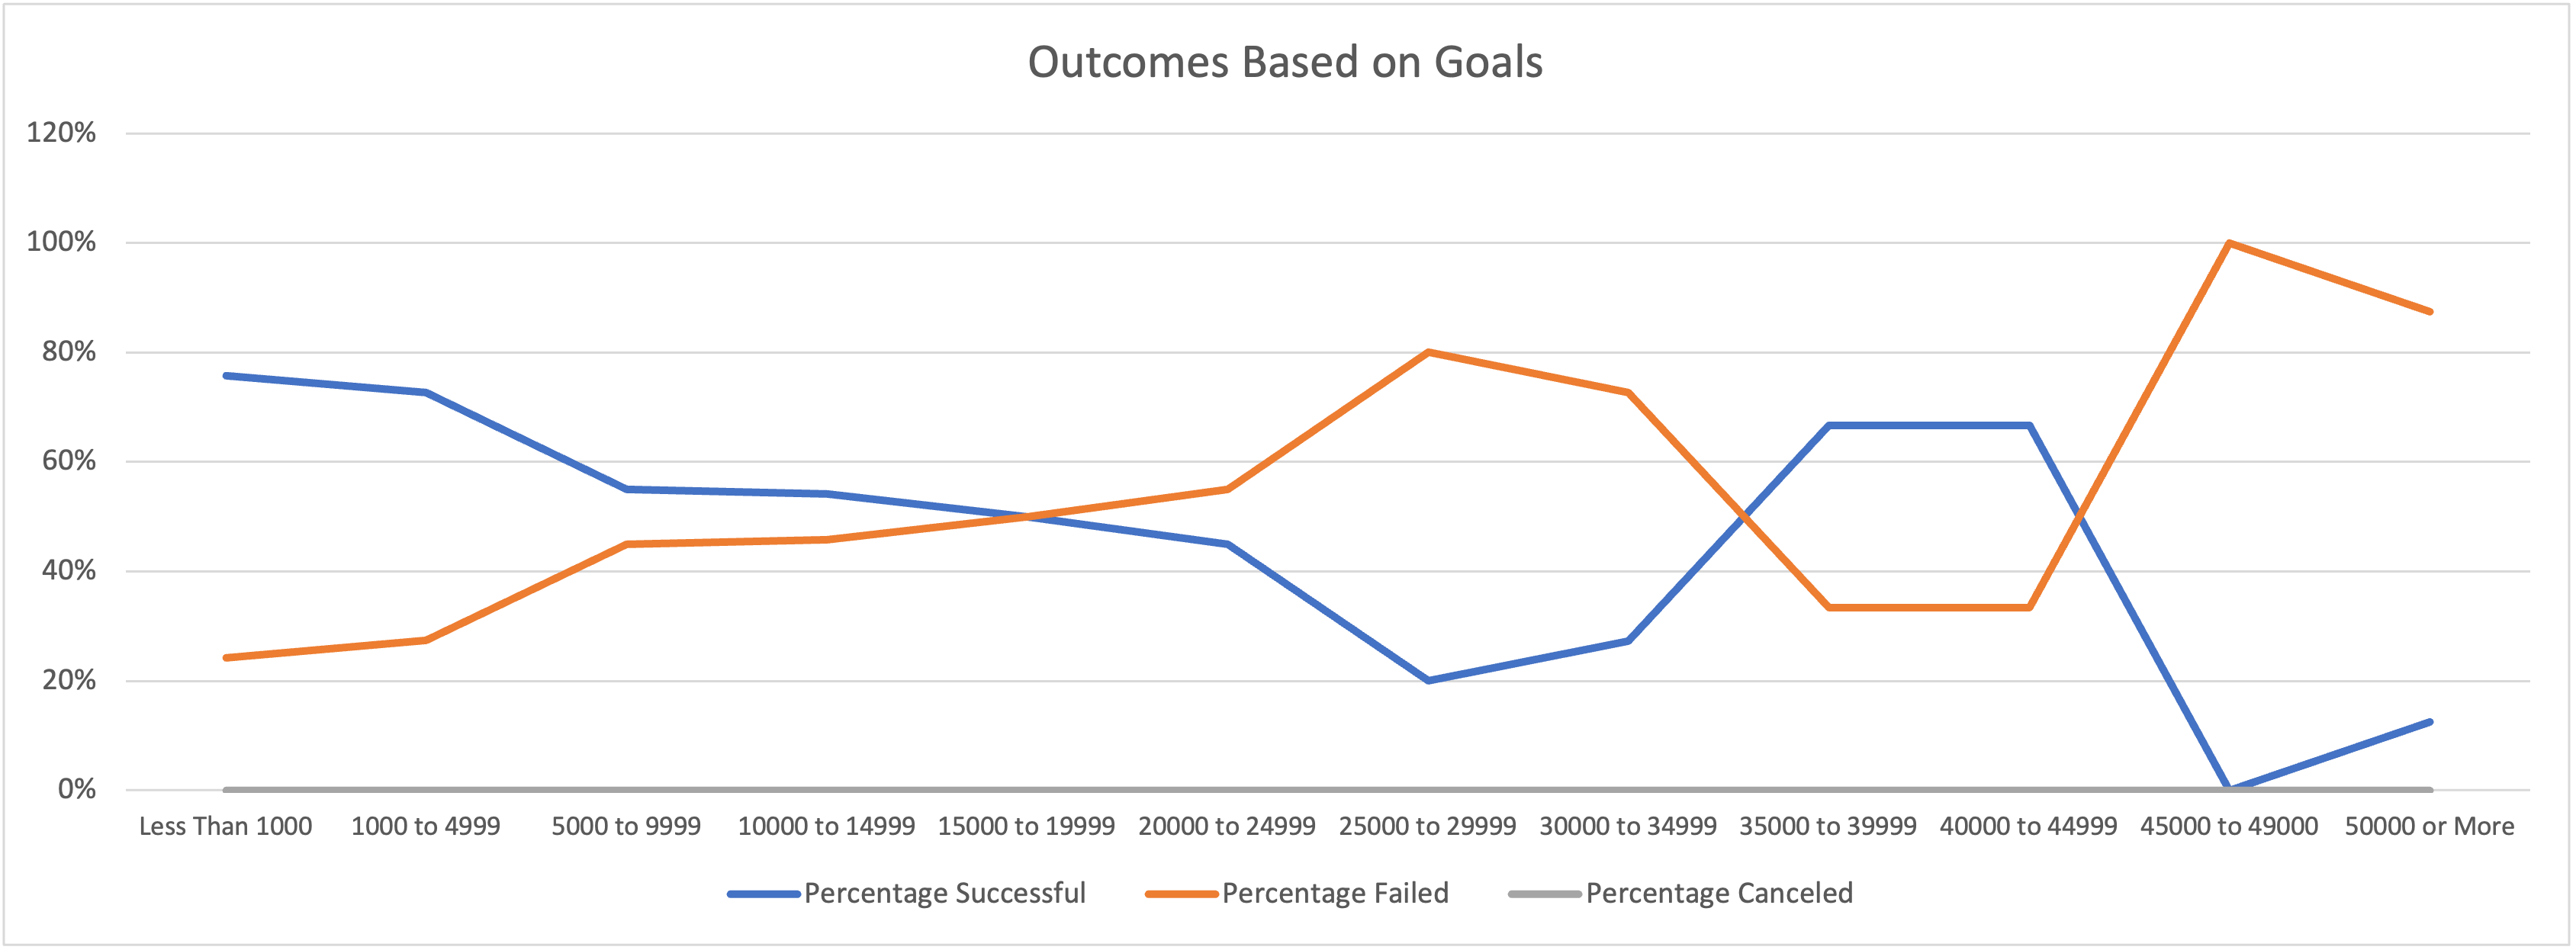 Outcomes Based on Goals
120%
100%
80%
60%
40%
20%
0%
Less Than 1000 1000 to 4999 5000 to 9999 10000 to 14999 15000 to 19999 20000 to 24999 25000 to 29999 30000 to 34999 35000 to 39999 40000 to 44999 45000 to 49000 50000 or More
Percentage Successful Percentage Failed Percentage Canceled